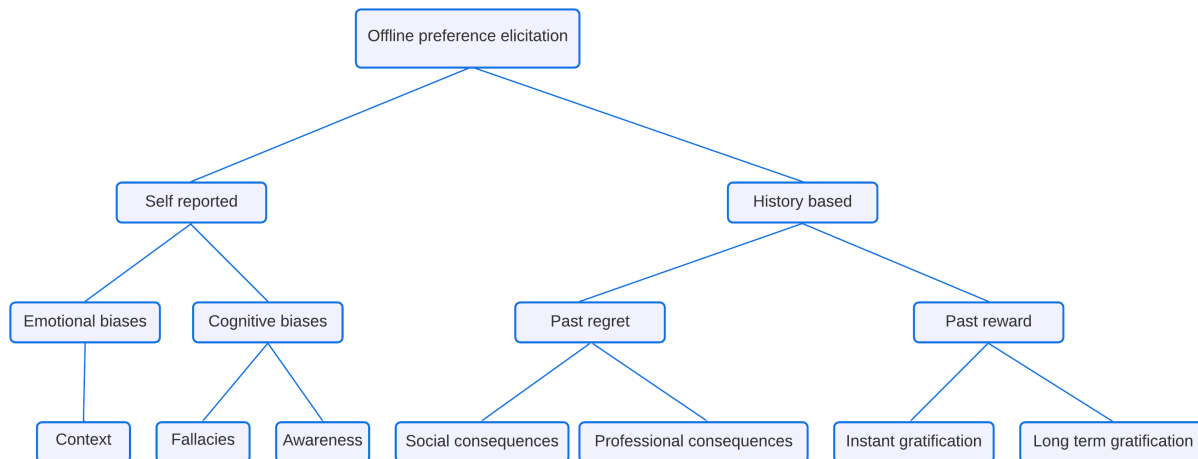 Offline preference elicitation
Self reported
History based
Emotional biases
Cognitive biases
Past regret
Past reward
Context
Fallacies
Awareness
Social consequences
Professional consequences
Instant gratification
Long term gratification